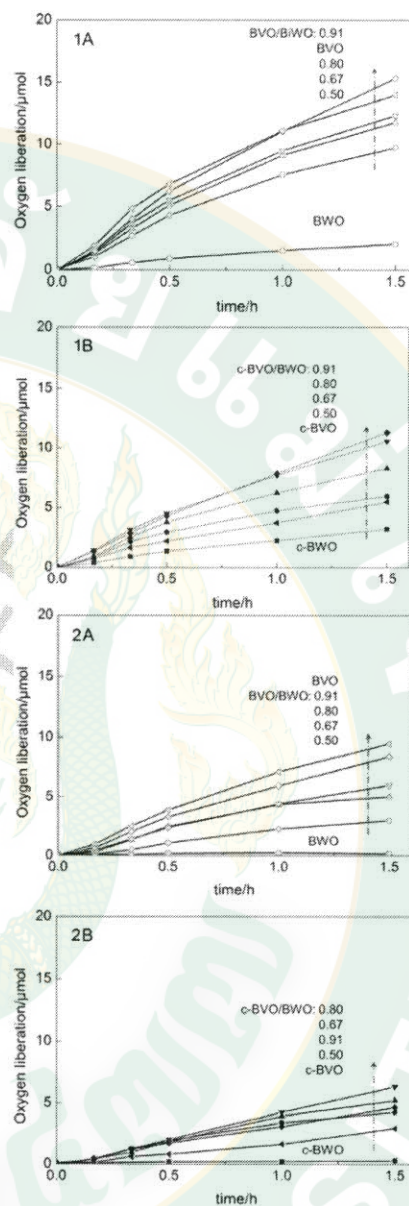 1A
BVO/BiWO: 0.91
BVO
0.80
0.67
0.50
BWO
Oxygen liberation/µmol
20
15
10
5
0
0.0 0.5 1.0 1.5
time/h
1B
c-BVO/BWO: 0.91
0.80
0.67
0.50
c-BVO
c-BWO
Oxygen liberation/µmol
20
15
10
5
0
0.0 0.5 1.0 1.5
time/h
2A
BVO
BVO/BWO: 0.91
0.80
0.67
0.50
BWO
Oxygen liberation/µmol
20
15
10
5
0
0.0 0.5 1.0 1.5
time/h
2B
c-BVO/BWO: 0.80
0.67
0.91
0.50
c-BVO
c-BWO
Oxygen liberation/µmol
20
15
10
5
0
0.0 0.5 1.0 1.5
time/h